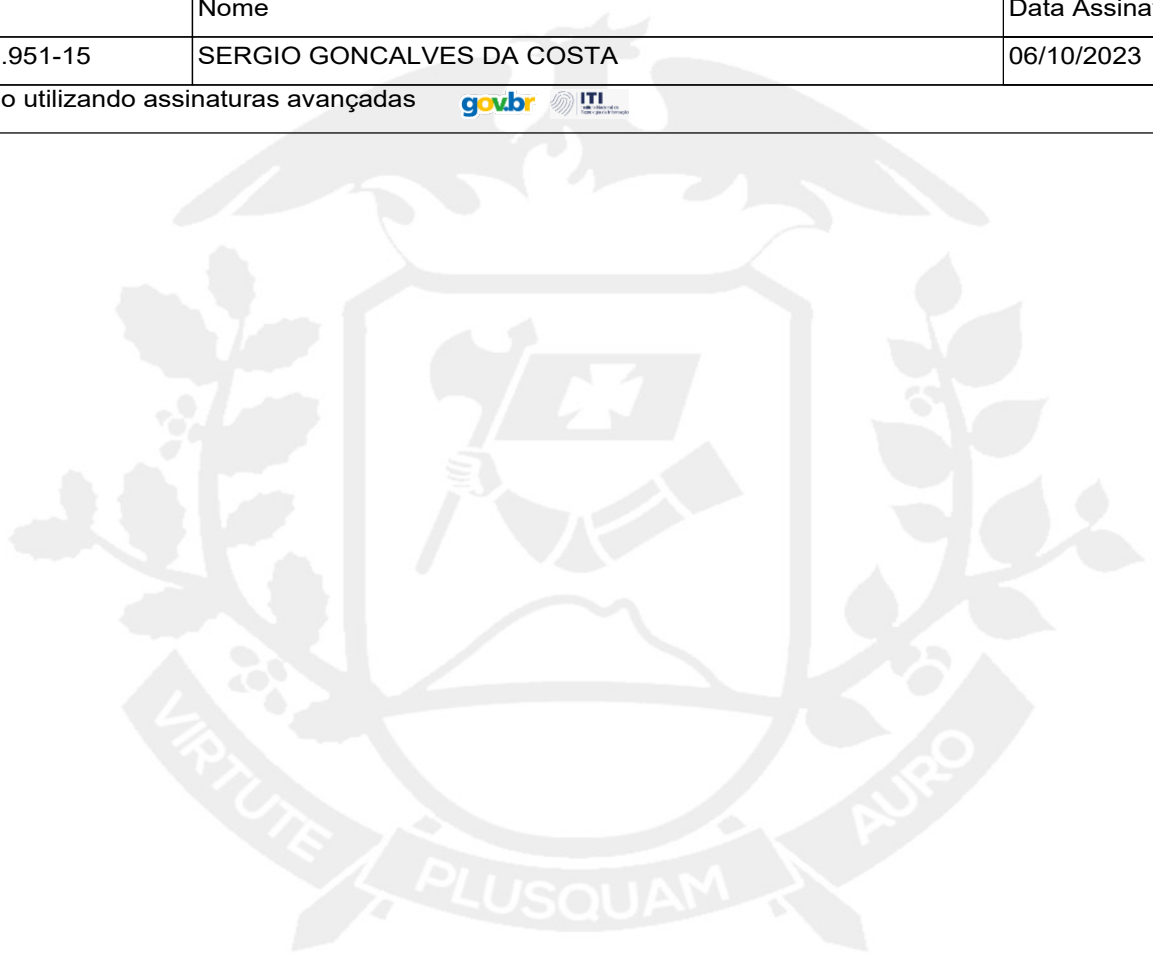 Nome Data Assina
.951-15 SERGIO GONCALVES DA COSTA 06/10/2023
o utilizando assinaturas avançadas gov.br ITI
VIRTUTE PLUSQUAM AURO